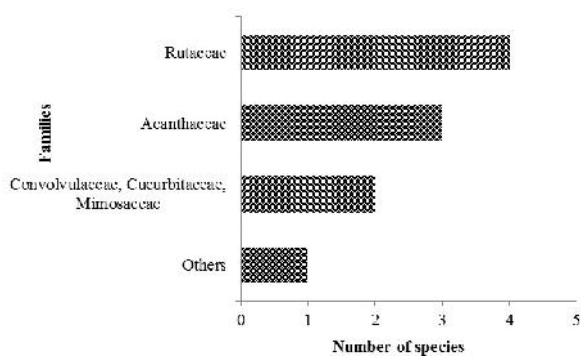 Rutaceae
Acanthaceae
Convolvulaceae, Cucurbitaceae,
Mimosaceae
Others
Families
0 1 2 3 4 5
Number of species